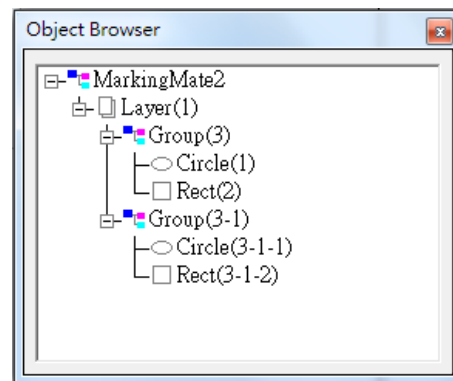 Object Browser
MarkingMate2
Layer(1)
Group(3)
Circle(1)
Rect(2)
Group(3-1)
Circle(3-1-1)
Rect(3-1-2)